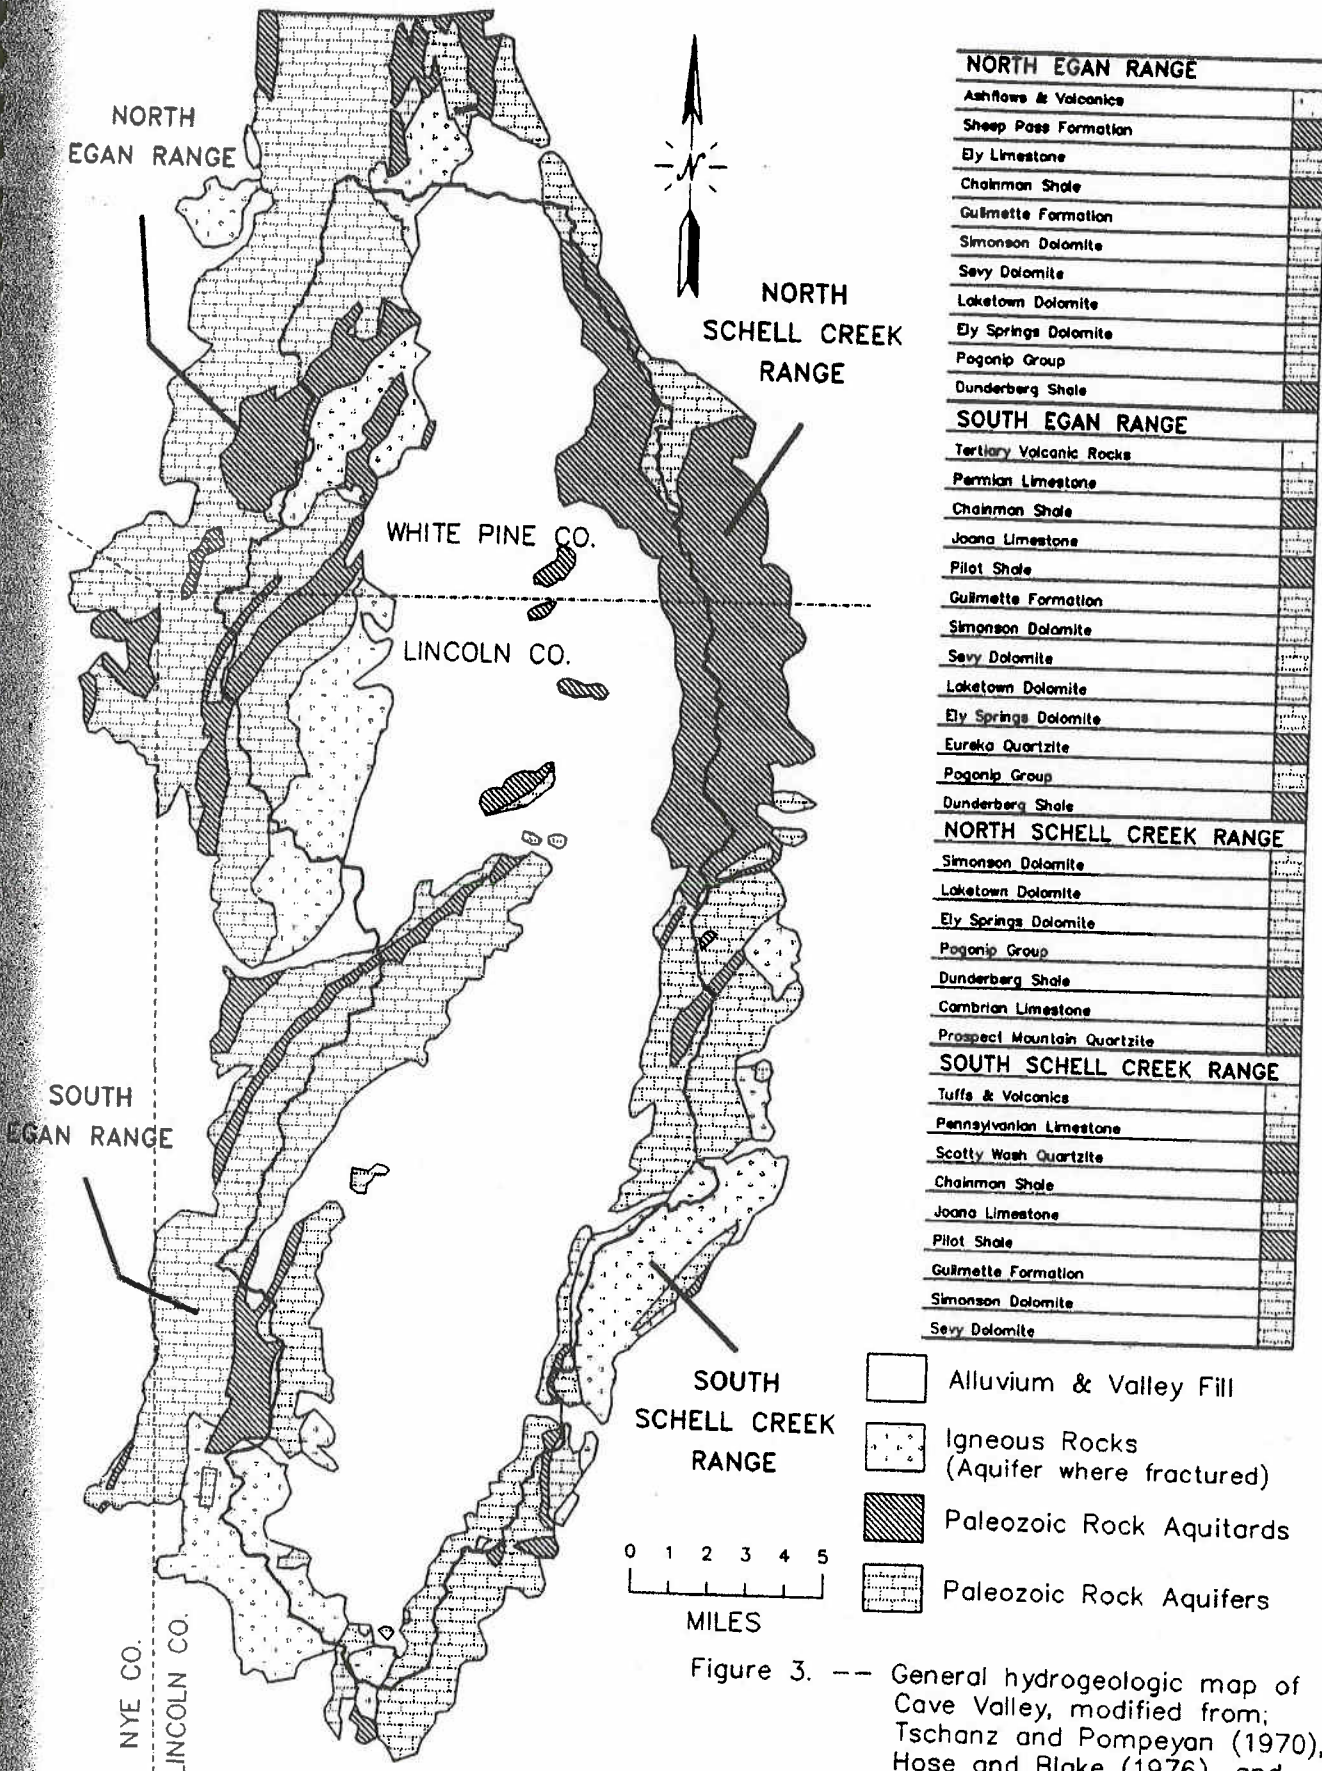 NORTH
EGAN RANGE
N
NORTH
SCHELL CREEK
RANGE
WHITE PINE CO.
LINCOLN CO.
SOUTH
EGAN RANGE
SOUTH
SCHELL CREEK
RANGE
NYE CO.
LINCOLN CO.
NORTH EGAN RANGE
Ashflows & Volcanics
Sheep Pass Formation
Ely Limestone
Chainman Shale
Guilmette Formation
Simonson Dolomite
Sevy Dolomite
Laketown Dolomite
Ely Springs Dolomite
Pogonip Group
Dunderberg Shale
SOUTH EGAN RANGE
Tertiary Volcanic Rocks
Permian Limestone
Chainman Shale
Joana Limestone
Pilot Shale
Guilmette Formation
Simonson Dolomite
Sevy Dolomite
Laketown Dolomite
Ely Springs Dolomite
Eureka Quartzite
Pogonip Group
Dunderberg Shale
NORTH SCHELL CREEK RANGE
Simonson Dolomite
Laketown Dolomite
Ely Springs Dolomite
Pogonip Group
Dunderberg Shale
Cambrian Limestone
Prospect Mountain Quartzite
SOUTH SCHELL CREEK RANGE
Tuffs & Volcanics
Pennsylvanian Limestone
Scotty Wash Quartzite
Chainman Shale
Joana Limestone
Pilot Shale
Guilmette Formation
Simonson Dolomite
Sevy Dolomite
Alluvium & Valley Fill
Igneous Rocks
(Aquifer where fractured)
Paleozoic Rock Aquitards
Paleozoic Rock Aquifers
0 1 2 3 4 5
MILES
Figure 3. -- General hydrogeologic map of
Cave Valley, modified from;
Tschanz and Pompeyan (1970),
Hose and Blake (1976), and